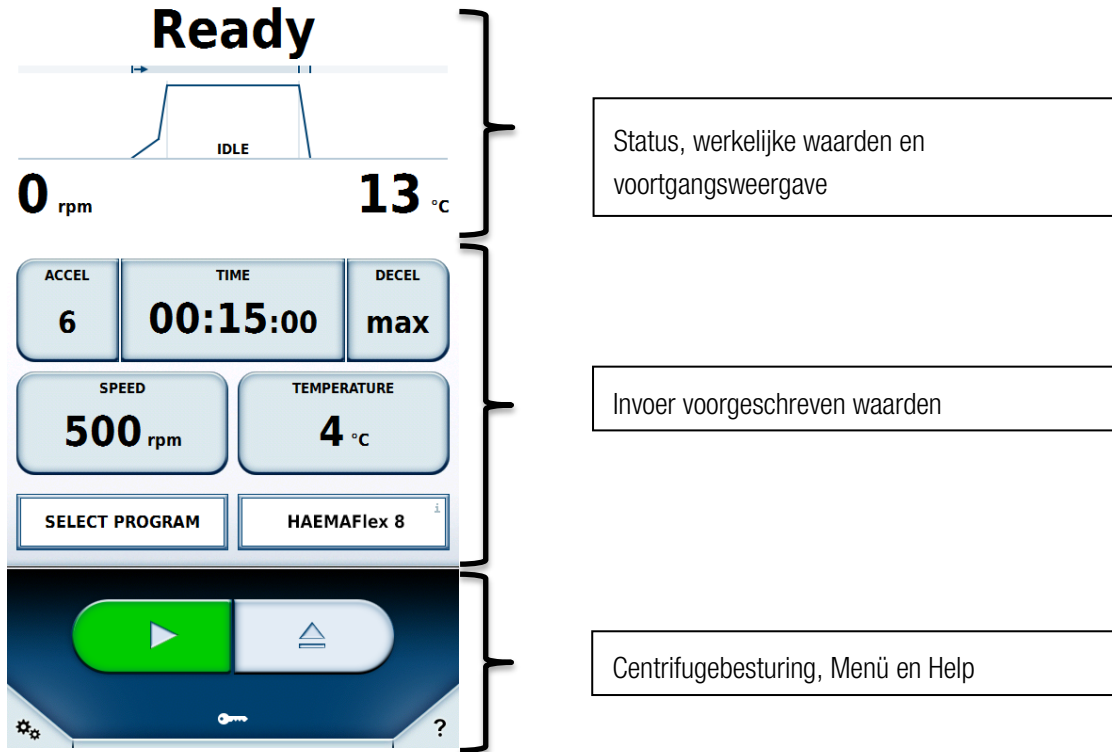 Ready
IDLE
0 rpm
13 °C
Status, werkelijke waarden en
voortgangsweergave
ACCEL
TIME
DECEL
6
00:15:00
max
SPEED
TEMPERATURE
500 rpm
4 °C
Invoer voorgeschreven waarden
SELECT PROGRAM
HAEMAFlex 8
i
Centrifugebesturing, Menü en Help
?